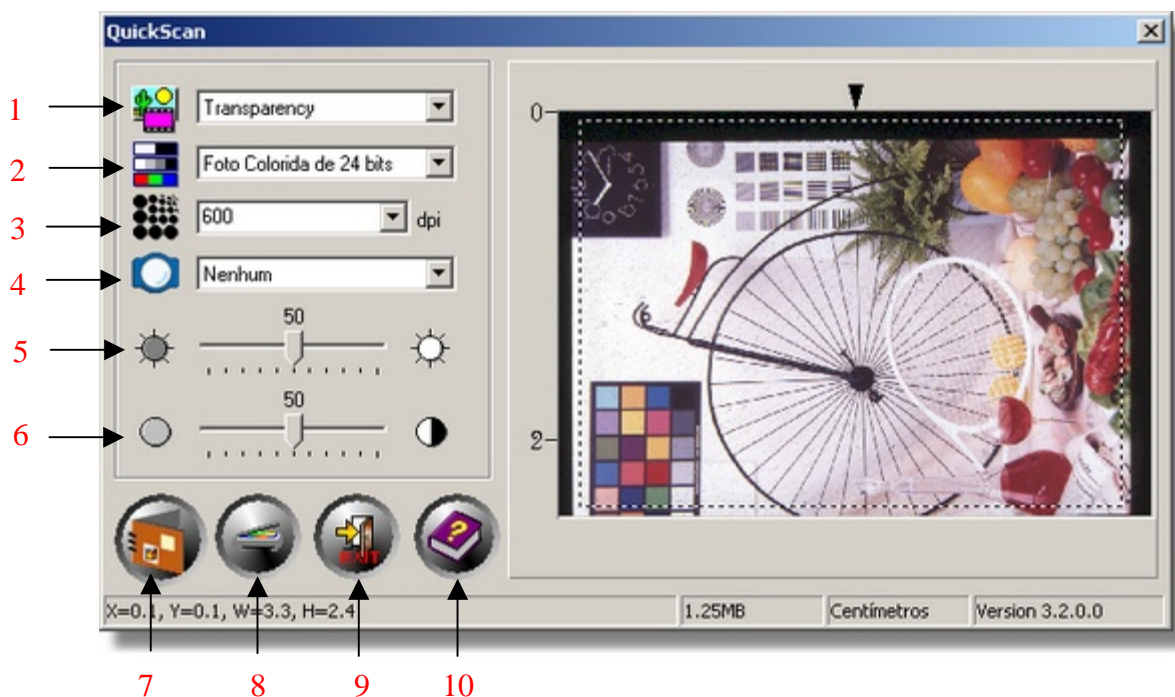 QuickScan
1
Transparency
2
Foto Colorida de 24 bits
3
600 dpi
4
Nenhum
50
5
50
6
0
2
EXIT
?
X=0.1, Y=0.1, W=3.3, H=2.4
1.25MB
Centímetros
Version 3.2.0.0
7 8 9 10